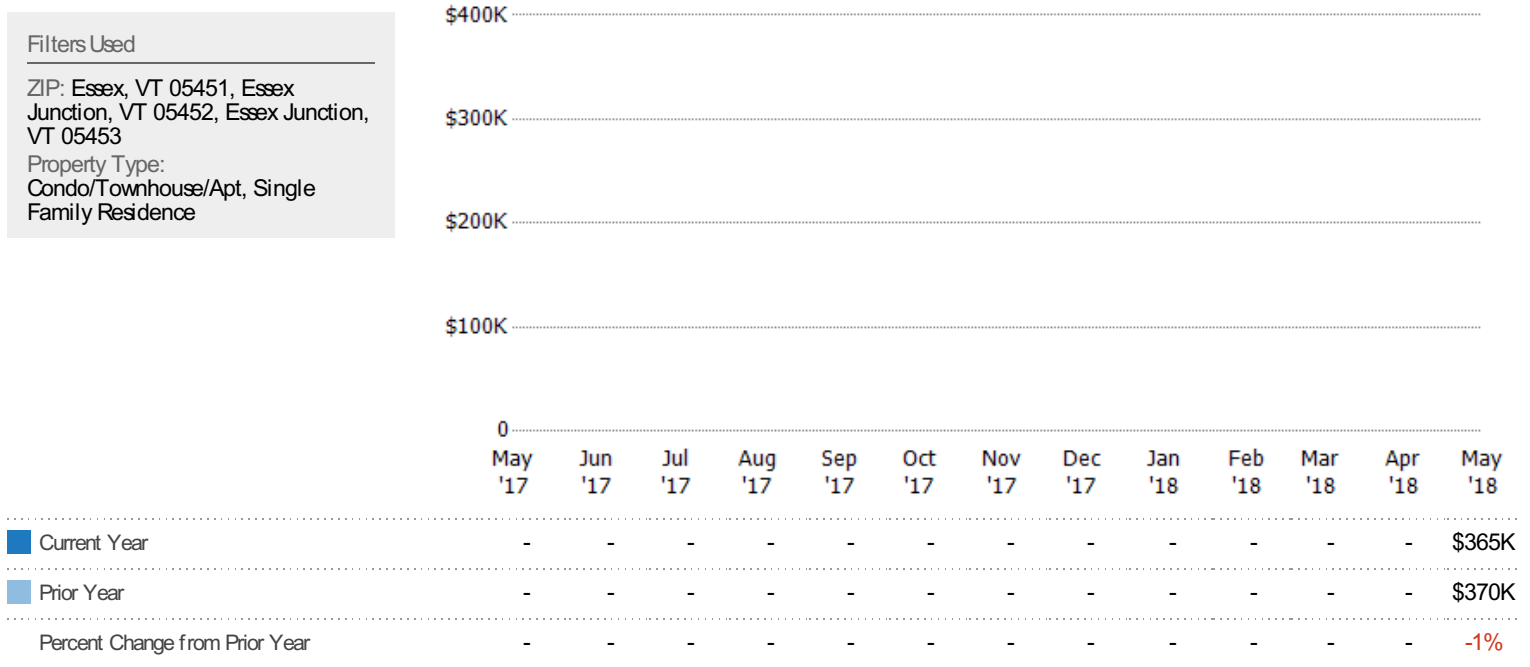 Filters Used
ZIP: Essex, VT 05451, Essex
Junction, VT 05452, Essex Junction,
VT 05453
Property Type:
Condo/Townhouse/Apt, Single
Family Residence
$400K
$300K
$200K
$100K
0
May Jun Jul Aug Sep Oct Nov Dec Jan Feb Mar Apr May
'17 '17 '17 '17 '17 '17 '17 '17 '18 '18 '18 '18 '18
Current Year - - - - - - - - - - - - $365K
Prior Year - - - - - - - - - - - - $370K
Percent Change from Prior Year - - - - - - - - - - - - -1%